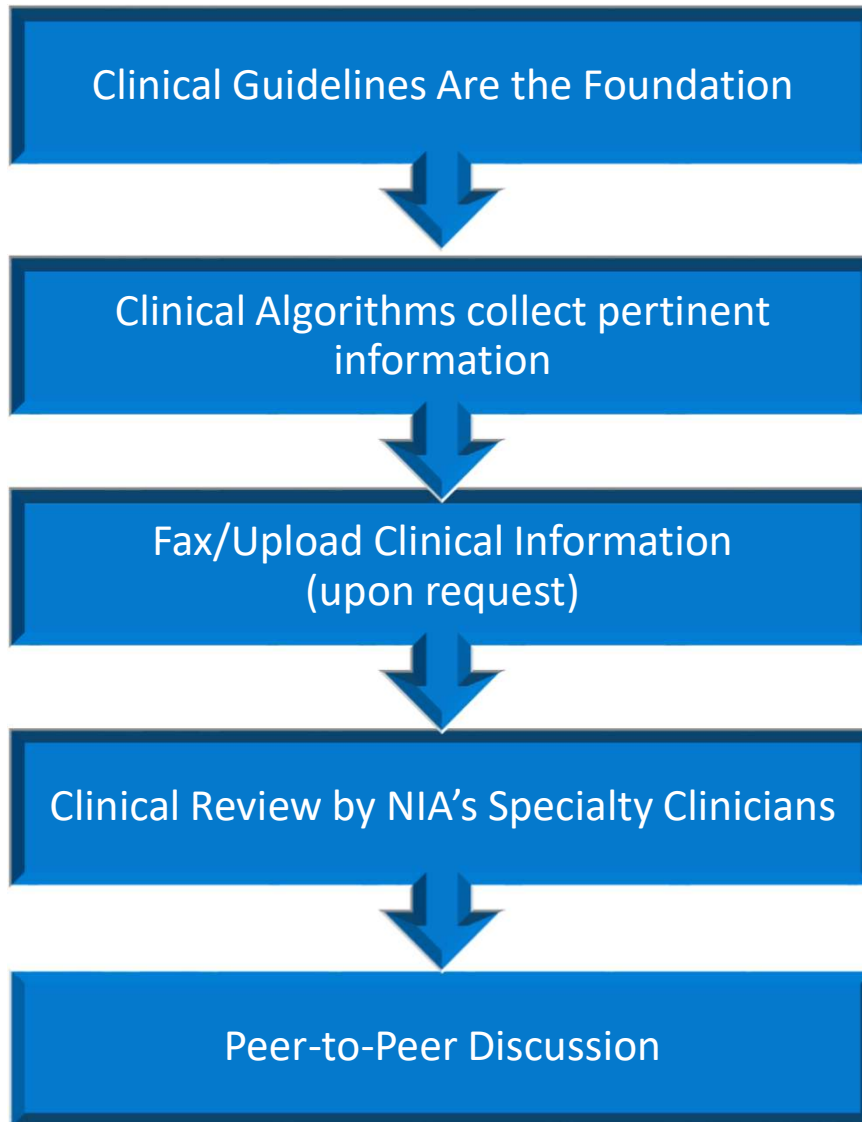 Clinical Guidelines Are the Foundation
Clinical Algorithms collect pertinent
information
Fax/Upload Clinical Information
(upon request)
Clinical Review by NIA’s Specialty Clinicians
Peer-to-Peer Discussion